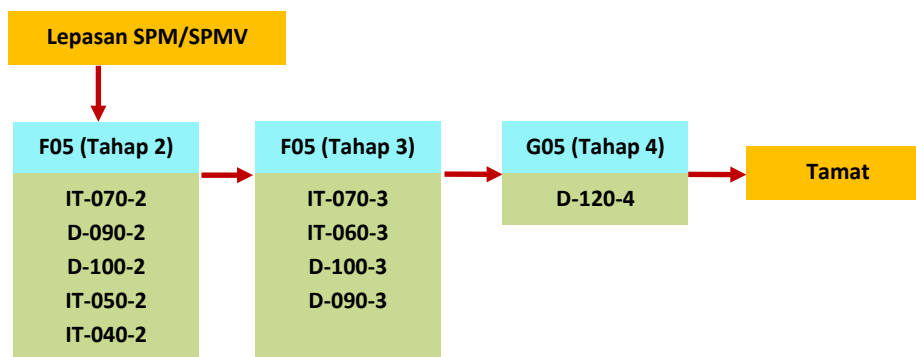 Lepasan SPM/SPMV
F05 (Tahap 2)
IT-070-2
D-090-2
D-100-2
IT-050-2
IT-040-2
F05 (Tahap 3)
IT-070-3
IT-060-3
D-100-3
D-090-3
G05 (Tahap 4)
D-120-4
Tamat